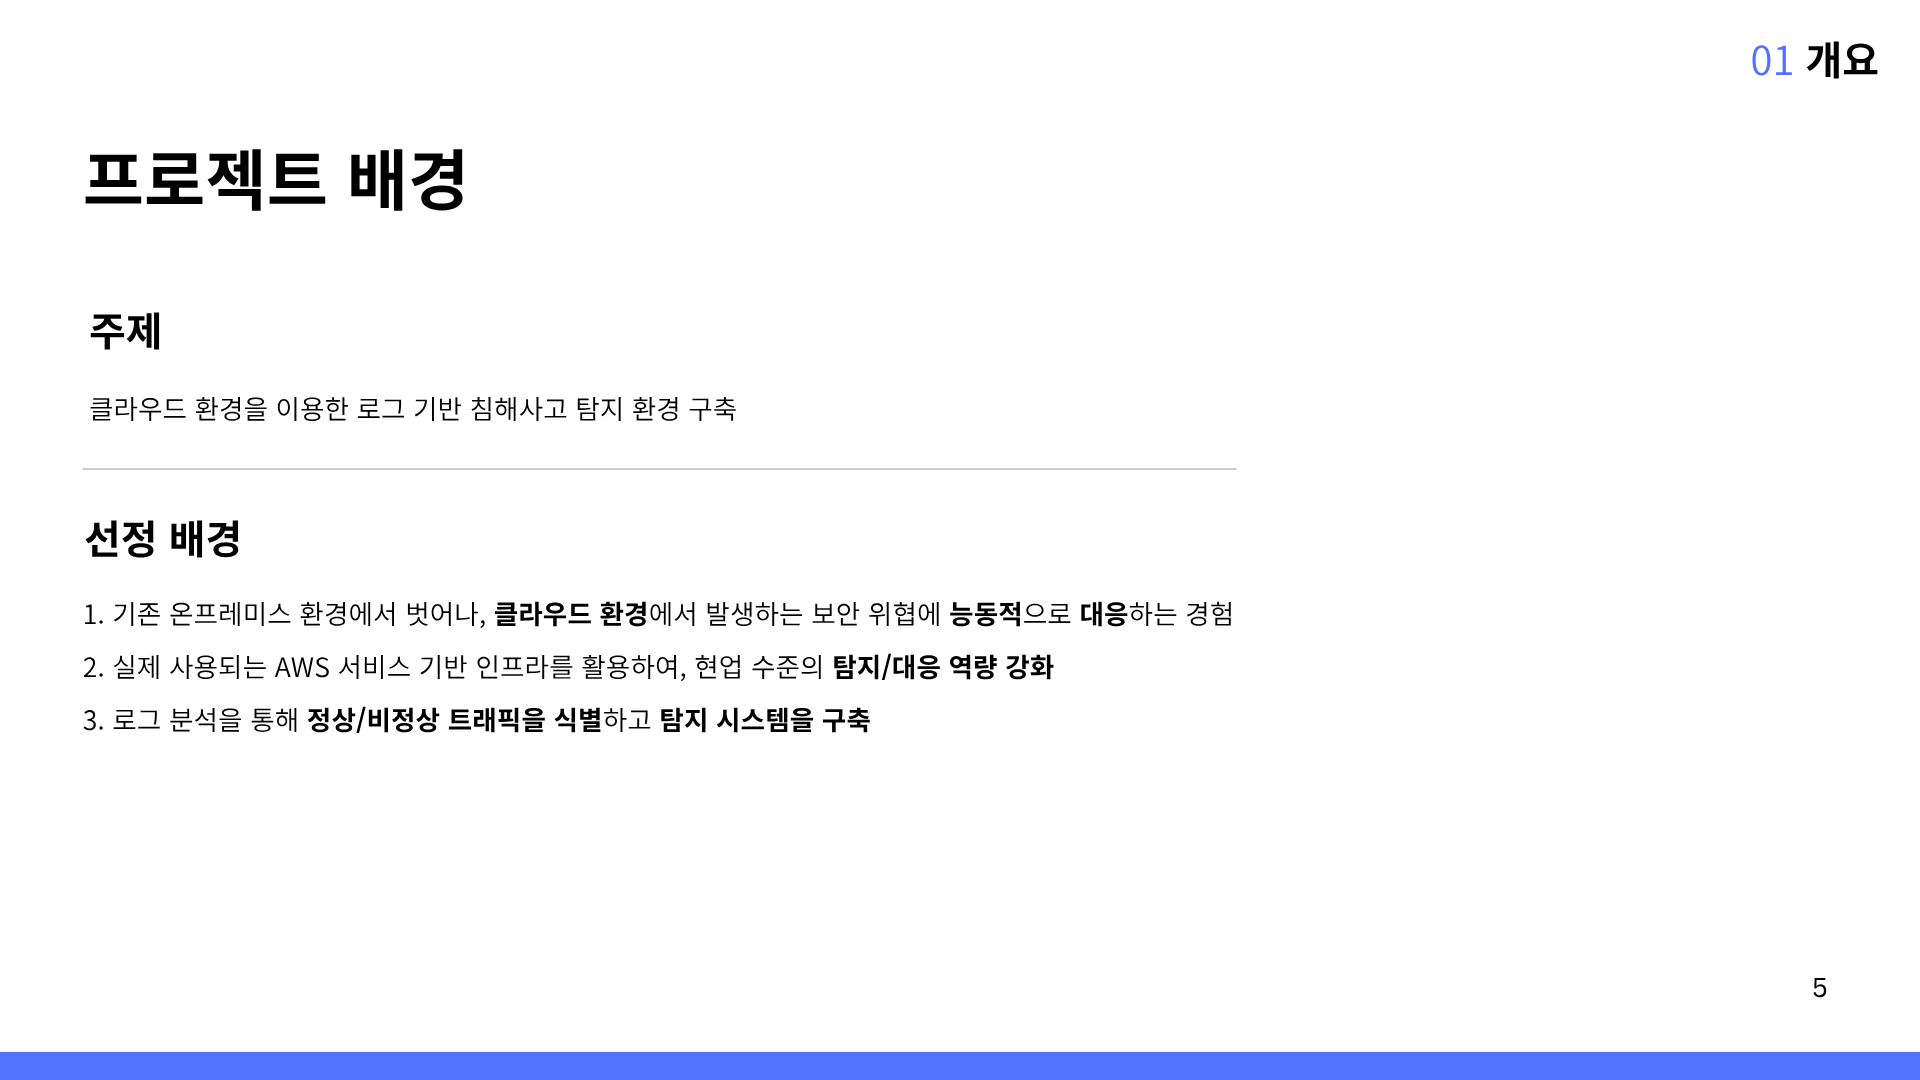 01 개요
프로젝트 배경
주제
클라우드 환경을 이용한 로그 기반 침해사고 탐지 환경 구축
선정 배경
1. 기존 온프레미스 환경에서 벗어나, 클라우드 환경에서 발생하는 보안 위협에 능동적으로 대응하는 경험
2. 실제 사용되는 AWS 서비스 기반 인프라를 활용하여, 현업 수준의 탐지/대응 역량 강화
3. 로그 분석을 통해 정상/비정상 트래픽을 식별하고 탐지 시스템을 구축
5